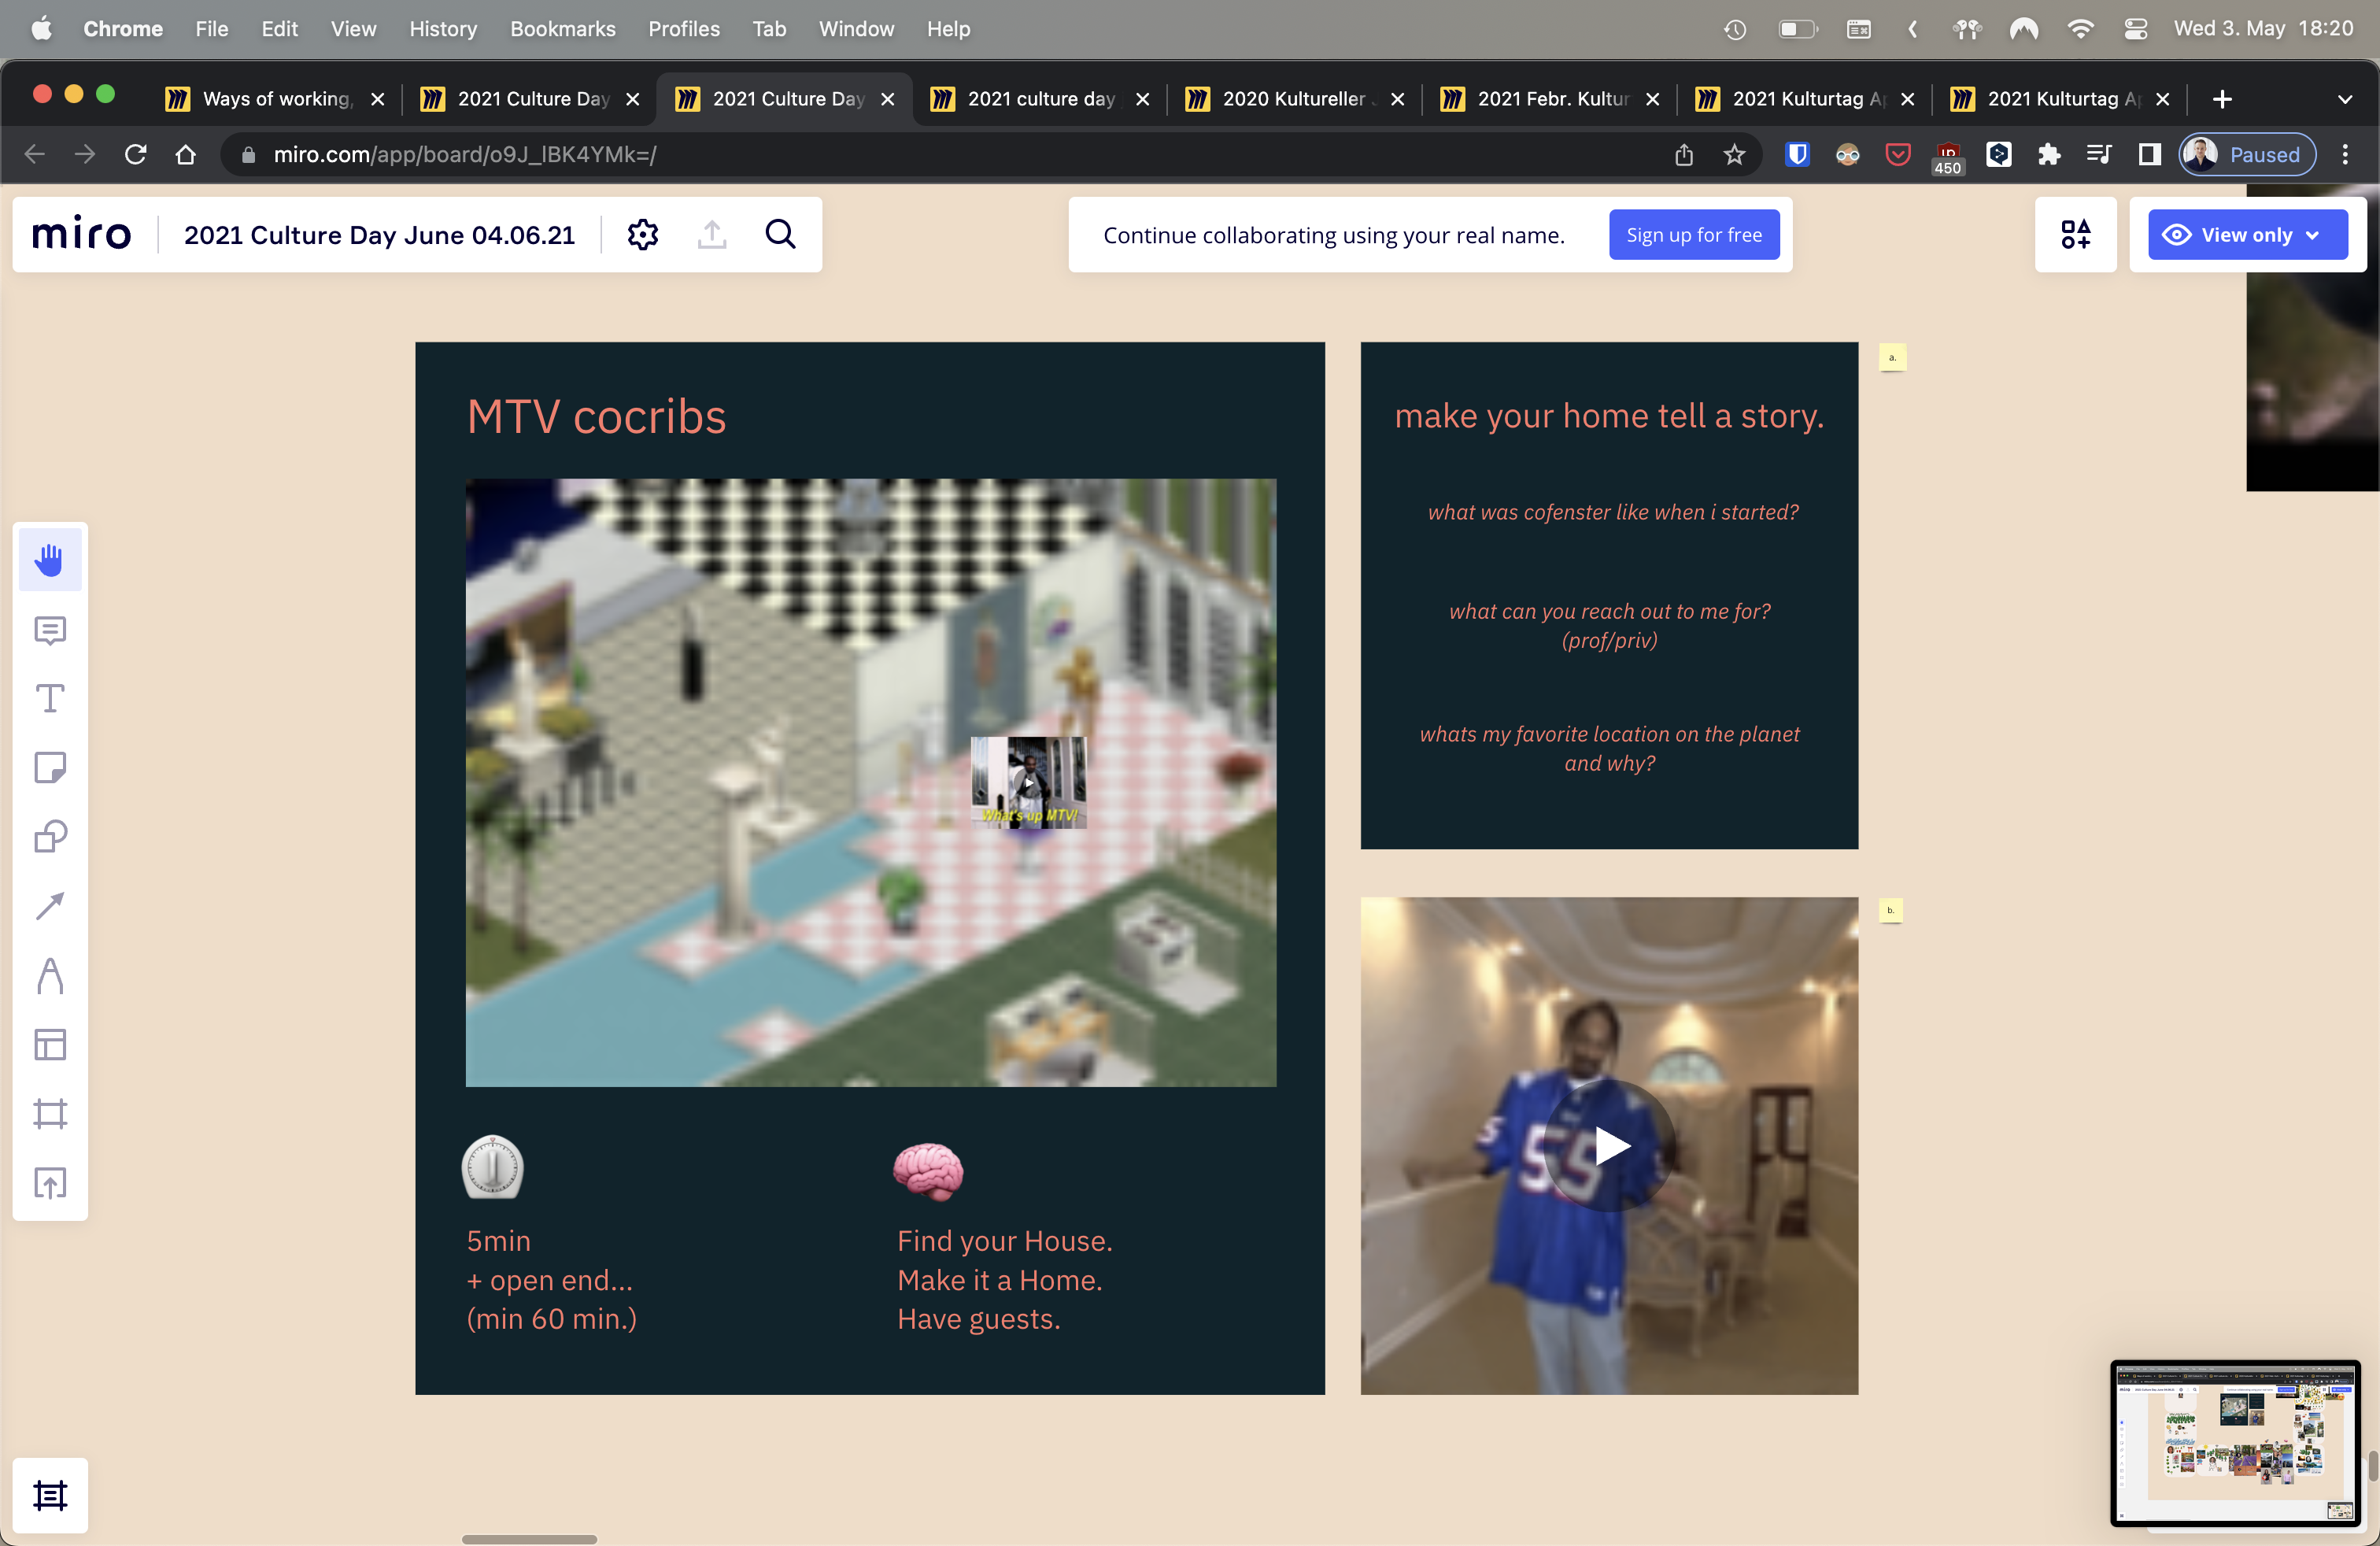 Chrome File Edit View History Bookmarks Profiles Tab Window Help Wed 3. May 18:20
Ways of working, 2021 Culture Day 2021 Culture Day 2021 culture day 2020 Kultureller 2021 Febr. Kultur 2021 Kulturtag Ap 2021 Kulturtag Ap
miro.com/app/board/o9J_lBK4YMk=/ 450 Paused
miro 2021 Culture Day June 04.06.21
Continue collaborating using your real name. Sign up for free
View only
MTV cocribs
What's up MTV!
5min
+ open end...
(min 60 min.)
Find your House.
Make it a Home.
Have guests.
make your home tell a story.
what was cofenster like when i started?
what can you reach out to me for?
(prof/priv)
whats my favorite location on the planet
and why?
a.
55
5
b.